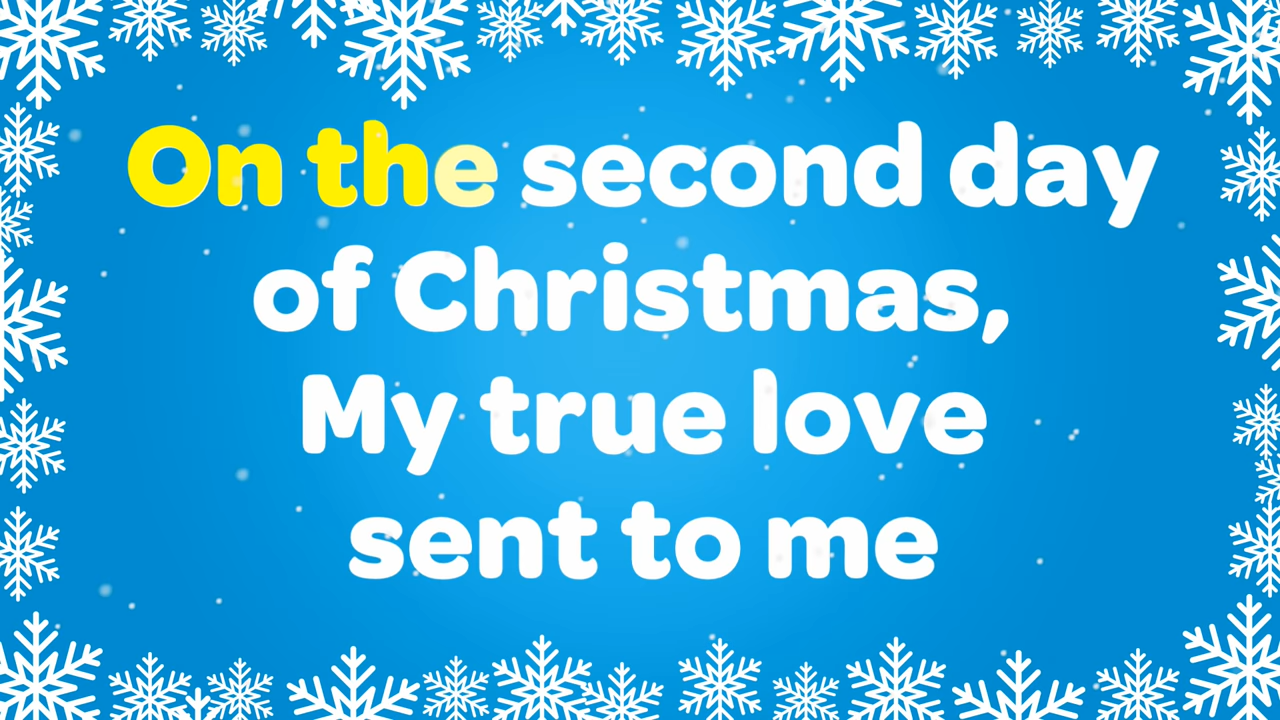 On the second day
of Christmas,
My true love
sent to me